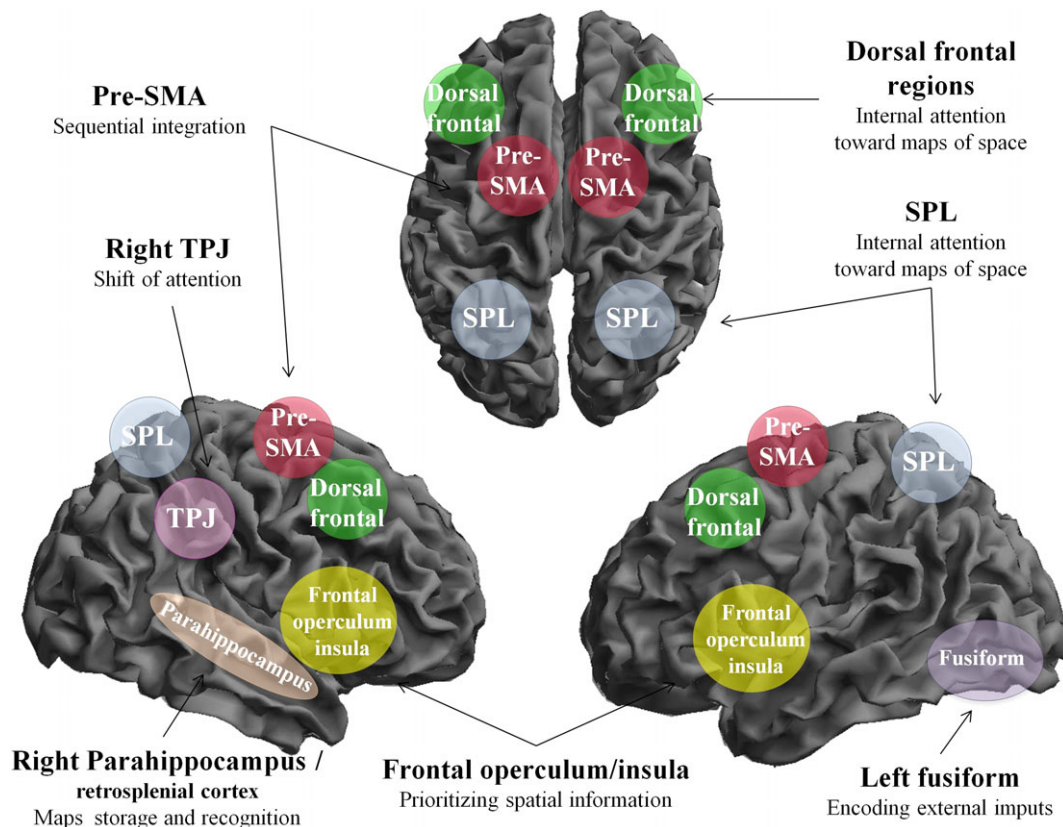 Pre-SMA
Sequential integration
Dorsal frontal
regions
Internal attention
toward maps of space
Dorsal
frontal
Dorsal
frontal
Pre-
SMA
Pre-
SMA
SPL
SPL
Right TPJ
Shift of attention
SPL
Internal attention
toward maps of space
SPL
Pre-
SMA
Dorsal
frontal
TPJ
Frontal
operculum
insula
Parahippocampus
Pre-
SMA
SPL
Dorsal
frontal
Frontal
operculum
insula
Fusiform
Right Parahippocampus /
retrosplenial cortex
Maps storage and recognition
Frontal operculum/insula
Prioritizing spatial information
Left fusiform
Encoding external imputs